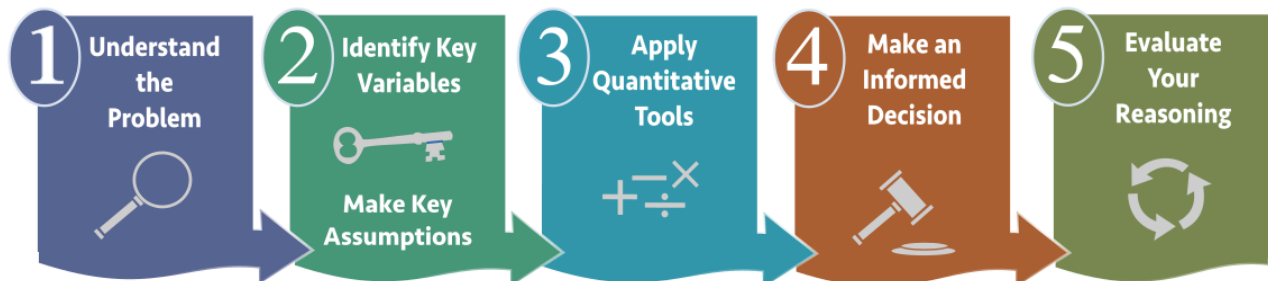 1
Understand
the
Problem
2
Identify Key
Variables
Make Key
Assumptions
3
Apply
Quantitative
Tools
4
Make an
Informed
Decision
5
Evaluate
Your
Reasoning